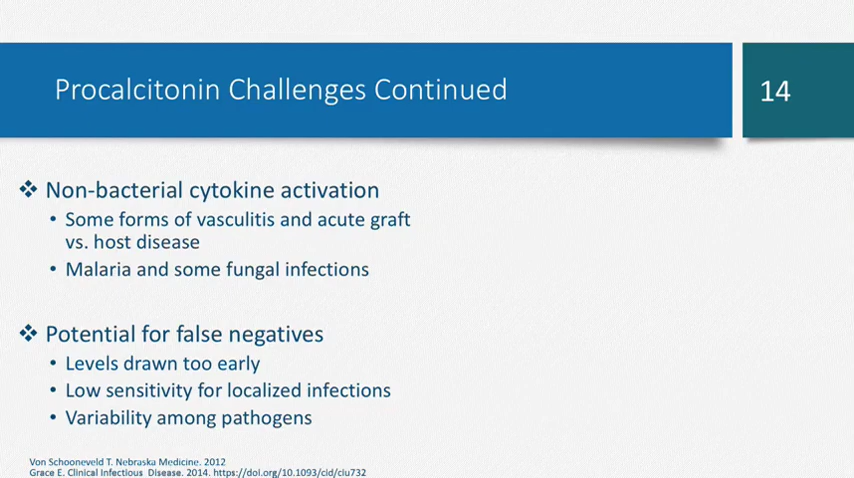 Procalcitonin Challenges Continued
14
❖ Non-bacterial cytokine activation
• Some forms of vasculitis and acute graft
vs. host disease
• Malaria and some fungal infections
❖ Potential for false negatives
• Levels drawn too early
• Low sensitivity for localized infections
• Variability among pathogens
Von Schooneveld T. Nebraska Medicine. 2012
Grace E. Clinical Infectious Disease. 2014. https://doi.org/10.1093/cid/ciu732